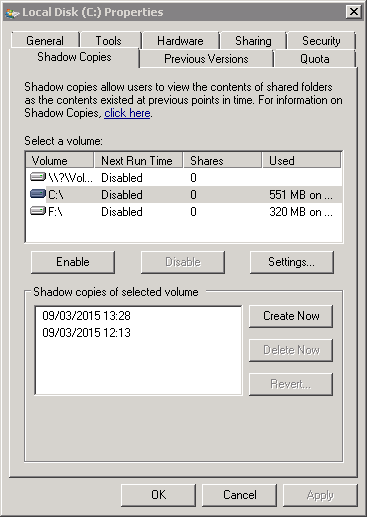 Local Disk (C:) Properties
General Tools Hardware Sharing Security
Shadow Copies Previous Versions Quota
Shadow copies allow users to view the contents of shared folders
as the contents existed at previous points in time. For information on
Shadow Copies, click here.
Select a volume:
Volume Next Run Time Shares Used
\\?\Vol... Disabled 0
C:\ Disabled 0 551 MB on ...
F:\ Disabled 0 320 MB on ...
Enable Disable Settings...
Shadow copies of selected volume
09/03/2015 13:28
09/03/2015 12:13
Create Now
Delete Now
Revert...
OK Cancel Apply